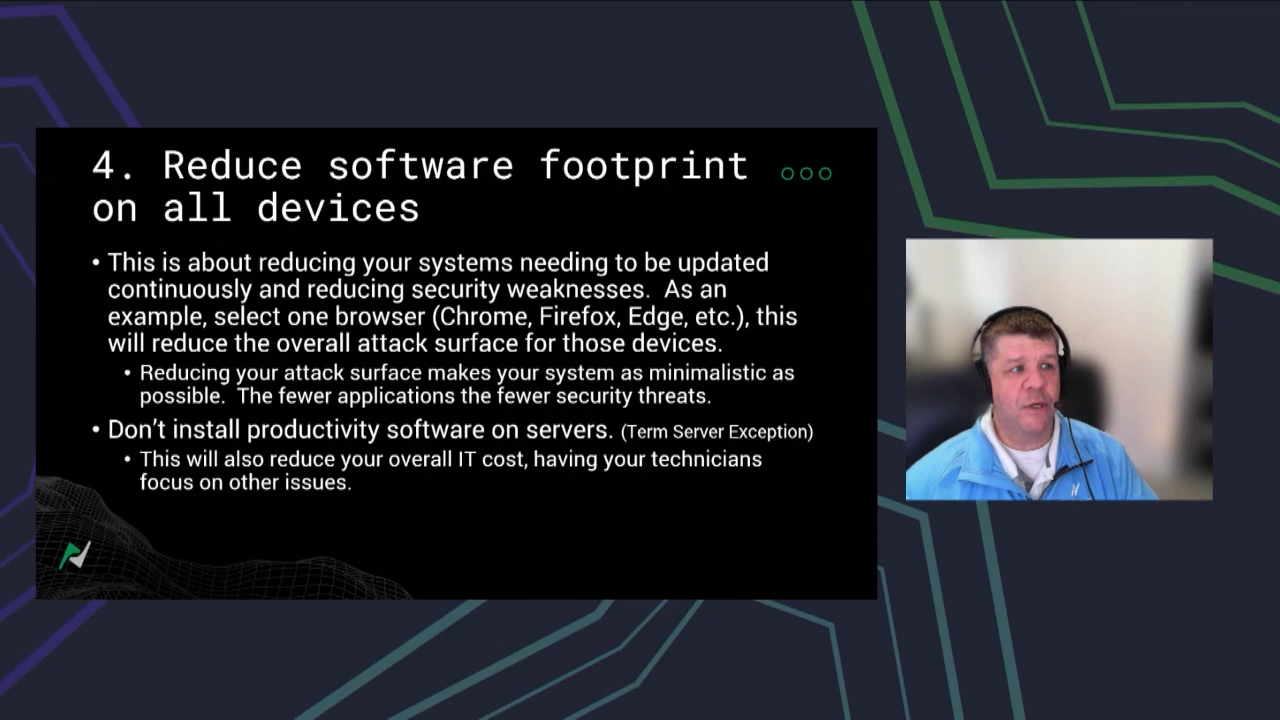 4. Reduce software footprint
on all devices
• This is about reducing your systems needing to be updated
continuously and reducing security weaknesses.  As an
example, select one browser (Chrome, Firefox, Edge, etc.), this
will reduce the overall attack surface for those devices.
• Reducing your attack surface makes your system as minimalistic as
possible.  The fewer applications the fewer security threats.
• Don’t install productivity software on servers. (Term Server Exception)
• This will also reduce your overall IT cost, having your technicians
focus on other issues.